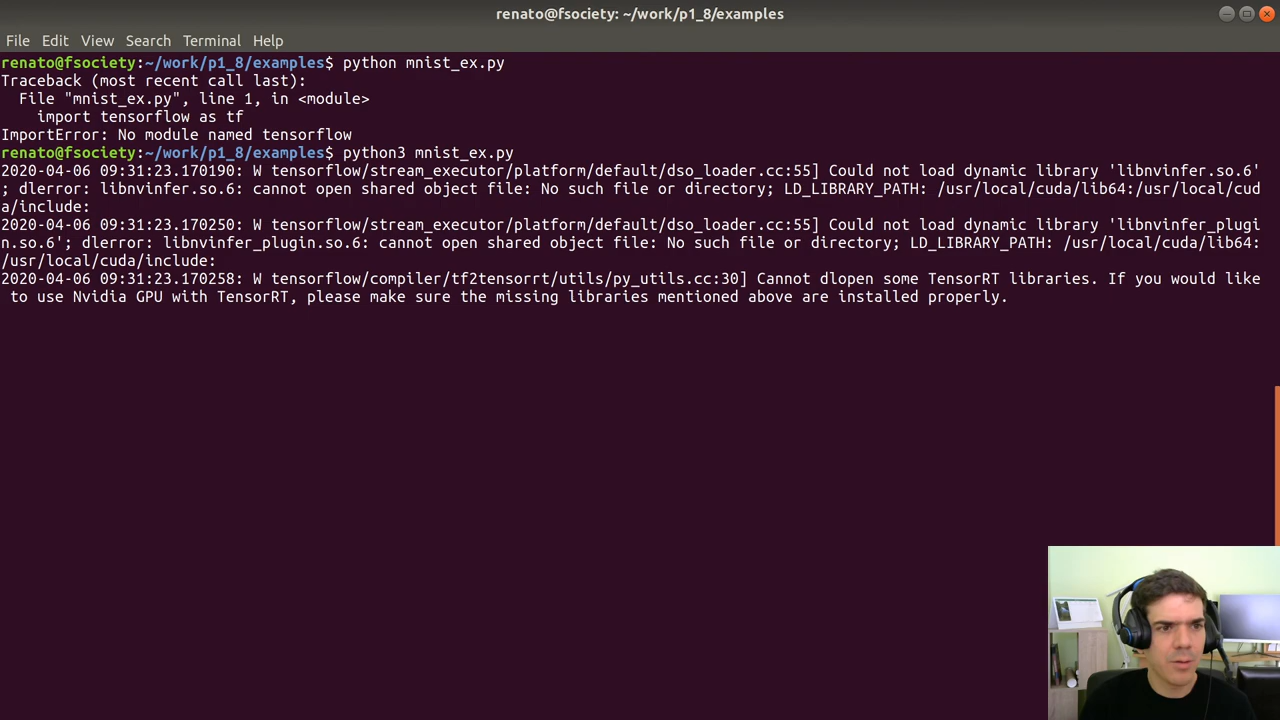 renato@fsociety: ~/work/p1_8/examples
File Edit View Search Terminal Help
renato@fsociety:~/work/p1_8/examples$ python mnist_ex.py
Traceback (most recent call last):
  File "mnist_ex.py", line 1, in <module>
    import tensorflow as tf
ImportError: No module named tensorflow
renato@fsociety:~/work/p1_8/examples$ python3 mnist_ex.py
2020-04-06 09:31:23.170190: W tensorflow/stream_executor/platform/default/dso_loader.cc:55] Could not load dynamic library 'libnvinfer.so.6'
; dlerror: libnvinfer.so.6: cannot open shared object file: No such file or directory; LD_LIBRARY_PATH: /usr/local/cuda/lib64:/usr/local/cud
a/include:
2020-04-06 09:31:23.170250: W tensorflow/stream_executor/platform/default/dso_loader.cc:55] Could not load dynamic library 'libnvinfer_plugi
n.so.6'; dlerror: libnvinfer_plugin.so.6: cannot open shared object file: No such file or directory; LD_LIBRARY_PATH: /usr/local/cuda/lib64:
/usr/local/cuda/include:
2020-04-06 09:31:23.170258: W tensorflow/compiler/tf2tensorrt/utils/py_utils.cc:30] Cannot dlopen some TensorRT libraries. If you would like
 to use Nvidia GPU with TensorRT, please make sure the missing libraries mentioned above are installed properly.